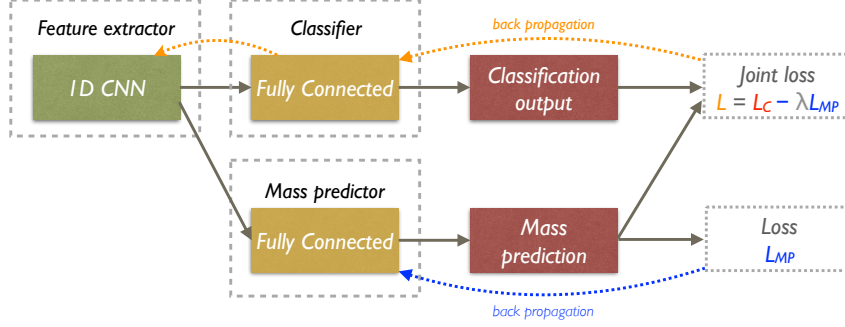 Feature extractor
Classifier
back propagation
1D CNN
Fully Connected
Classification
output
Joint loss
L = LC – λLMP
Mass predictor
Fully Connected
Mass
prediction
Loss
LMP
back propagation